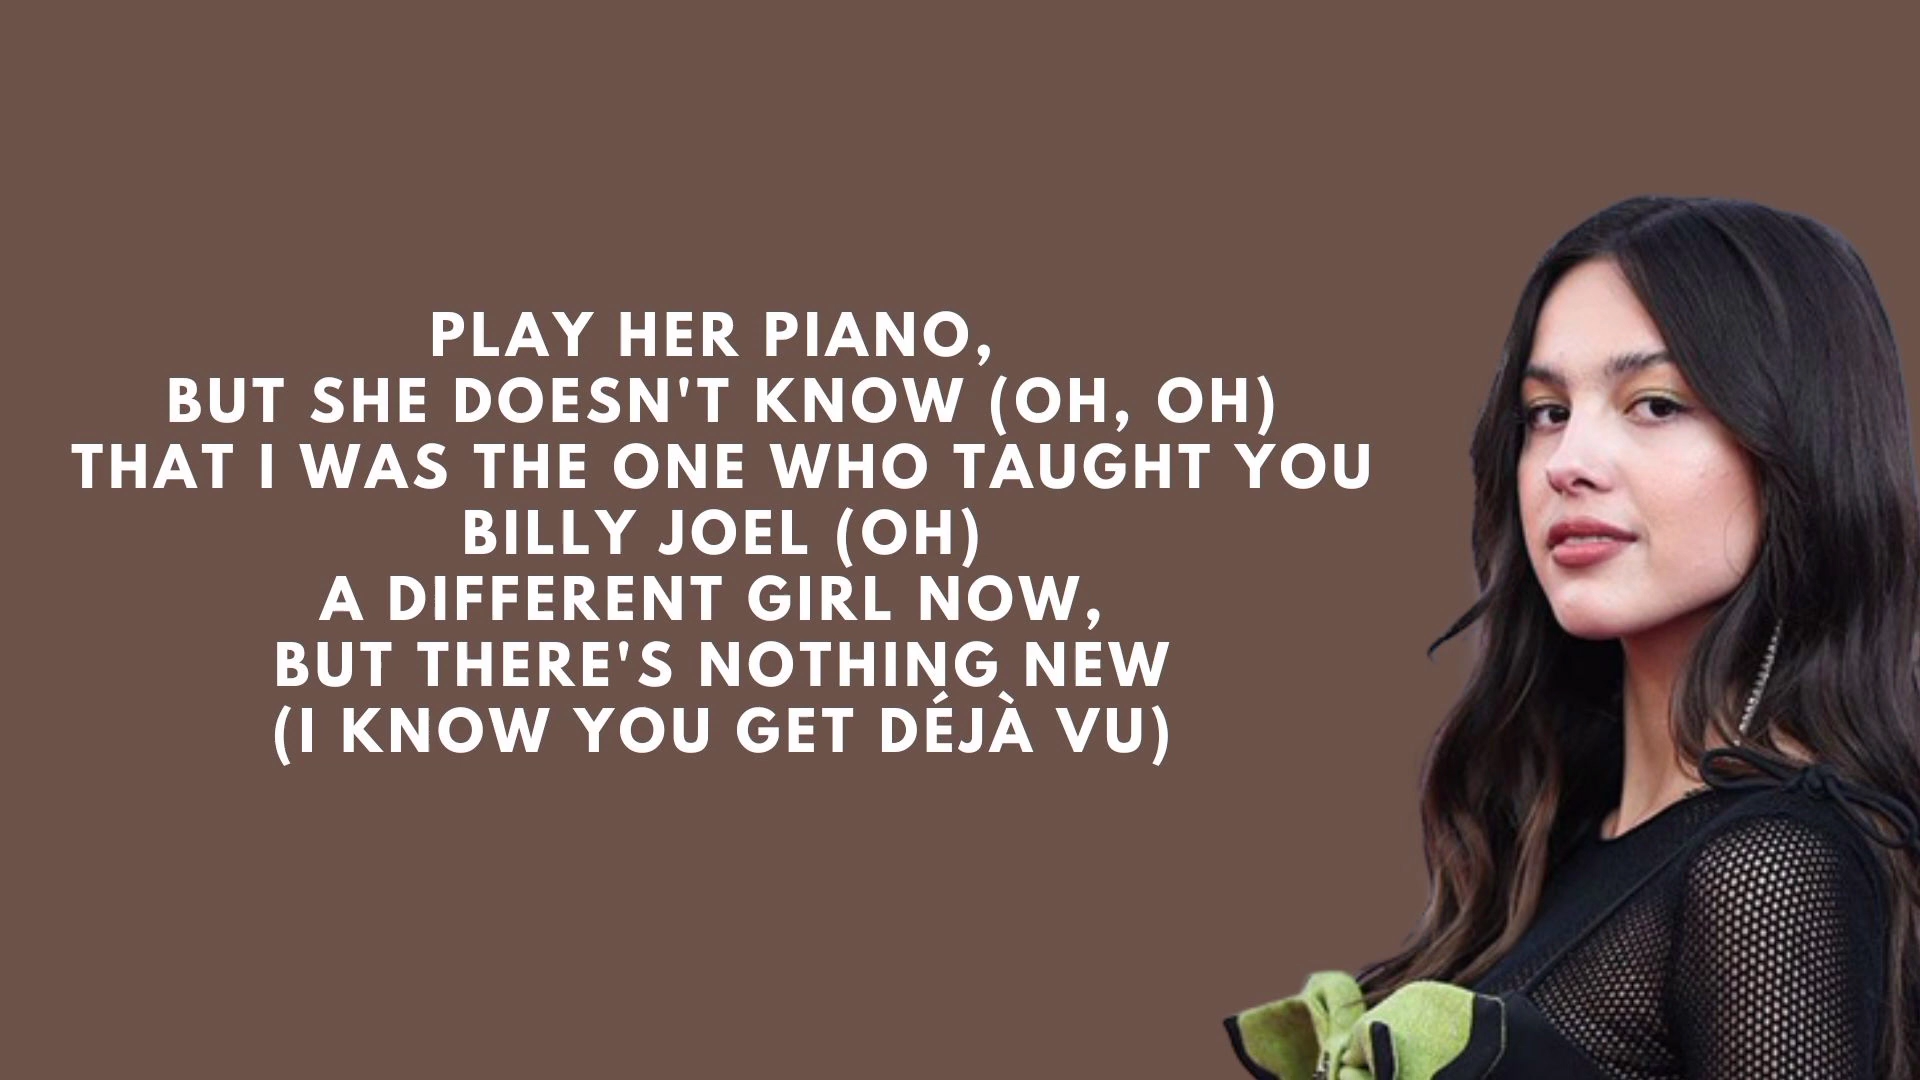 PLAY HER PIANO,
BUT SHE DOESN'T KNOW (OH, OH)
THAT I WAS THE ONE WHO TAUGHT YOU
BILLY JOEL (OH)
A DIFFERENT GIRL NOW,
BUT THERE'S NOTHING NEW
(I KNOW YOU GET DÉJÀ VU)